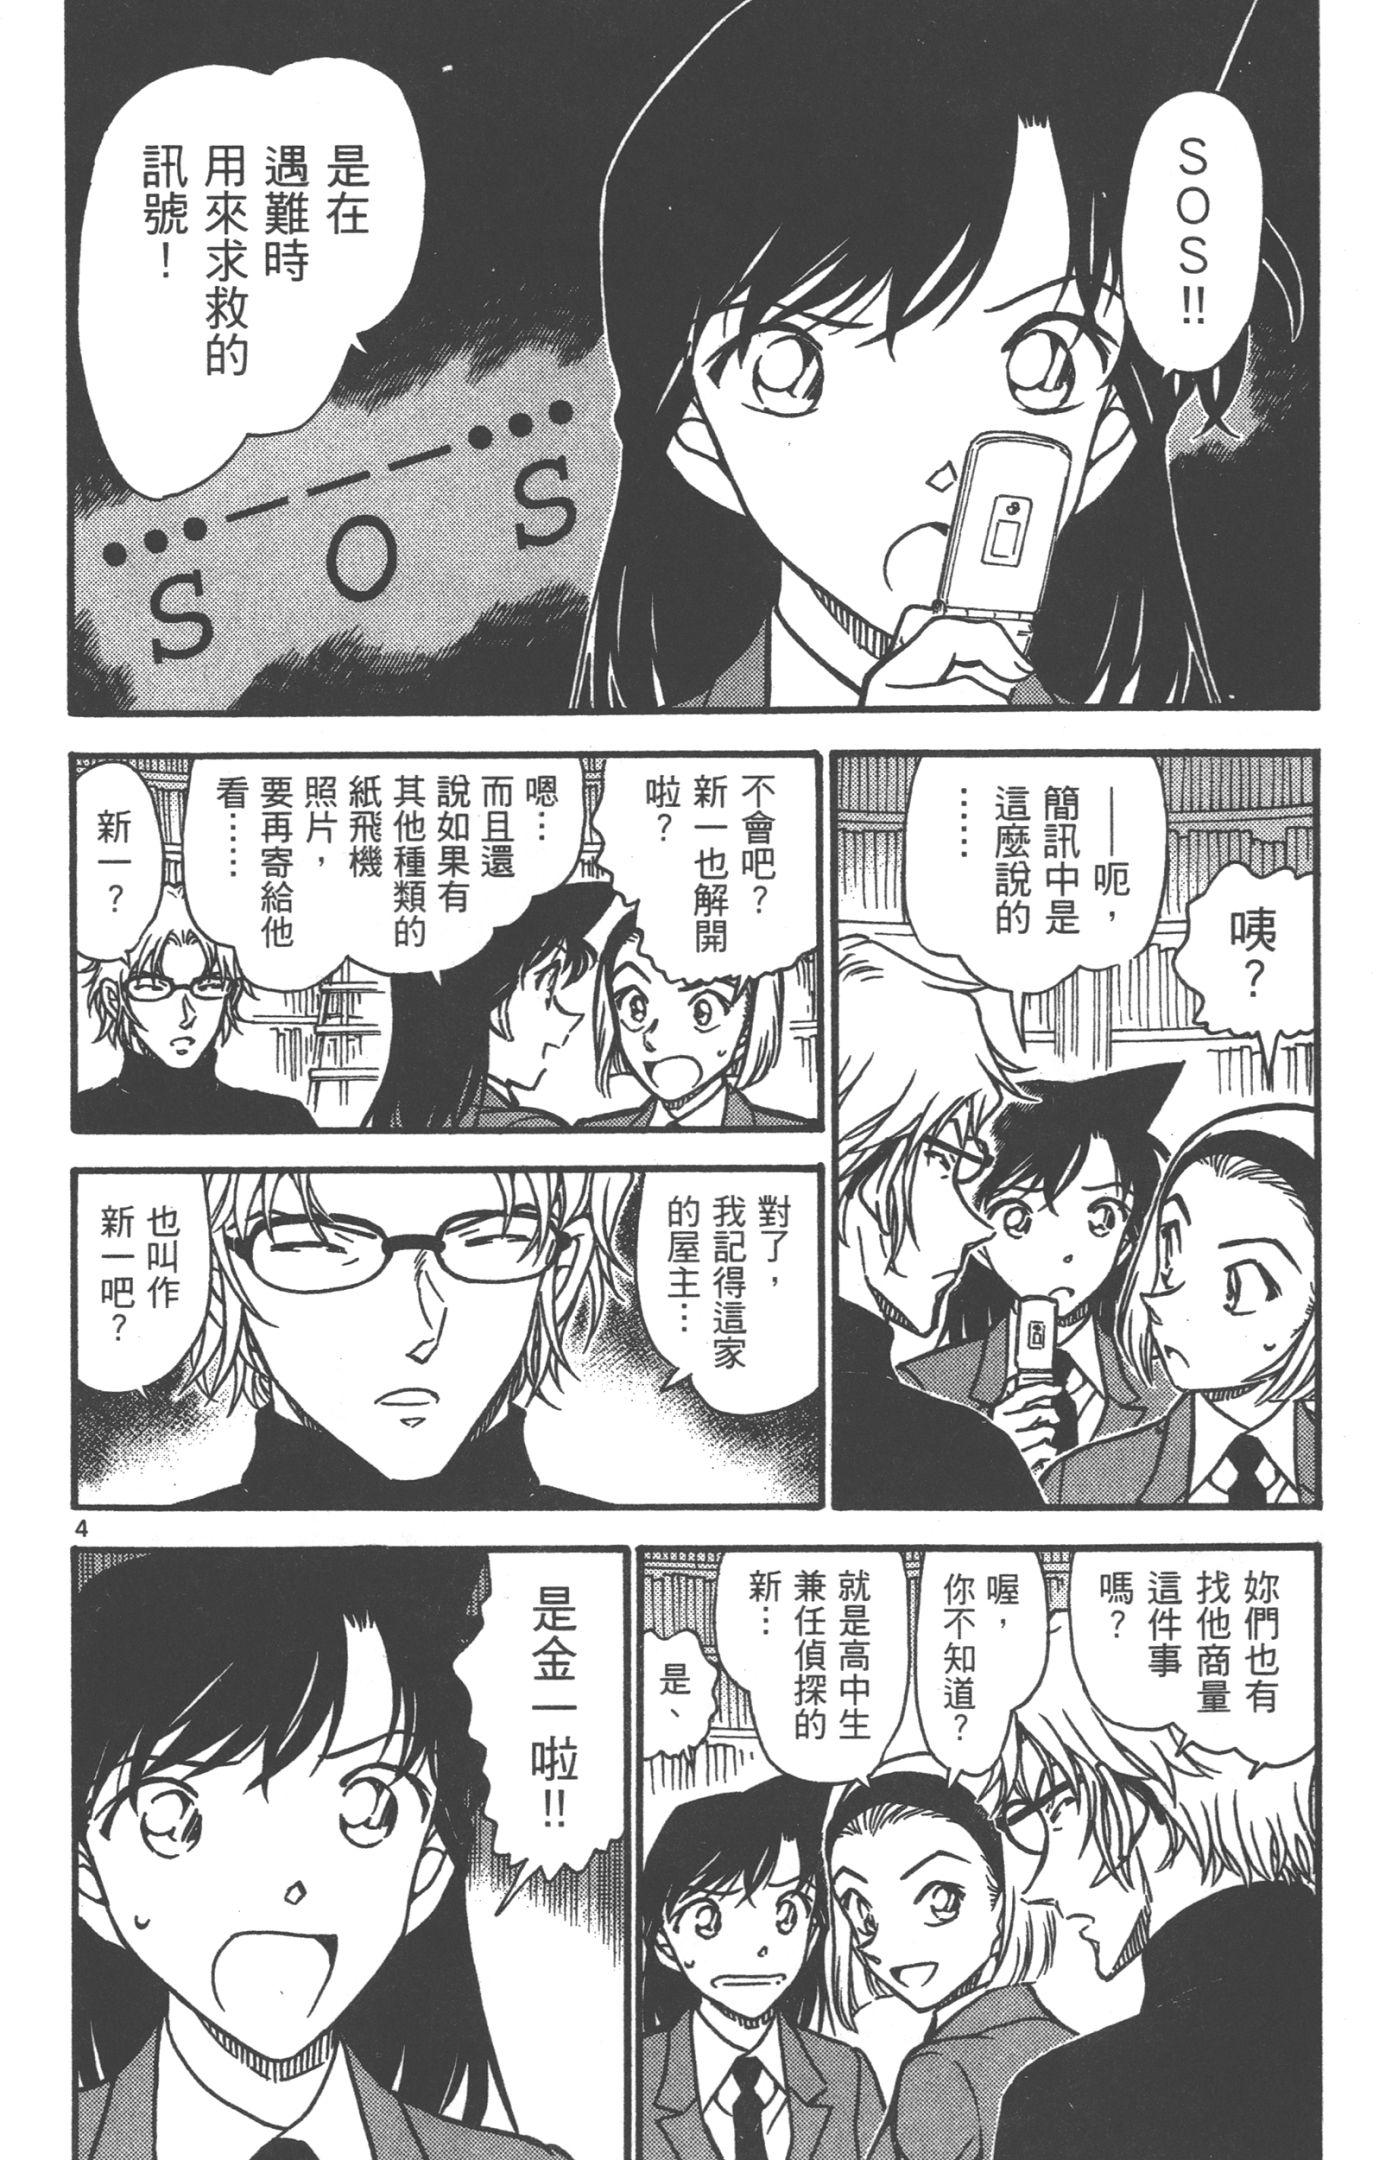 SOS!!
是在
遇難時
用來求救的
訊號！
S
O
S
咦？
——呃，
簡訊中是
這麼說的
……
不會吧？
新一也解開
啦？
嗯…
而且還
說如果有
其他種類的
紙飛機
照片，
要再寄給他
看……
新一？
對了，
我記得這家
的屋主…
也叫作
新一吧？
妳們也有
找他商量
這件事
嗎？
喔，
你不知道？
就是高中生
兼任偵探的
新…
是、
是金一啦!!
4